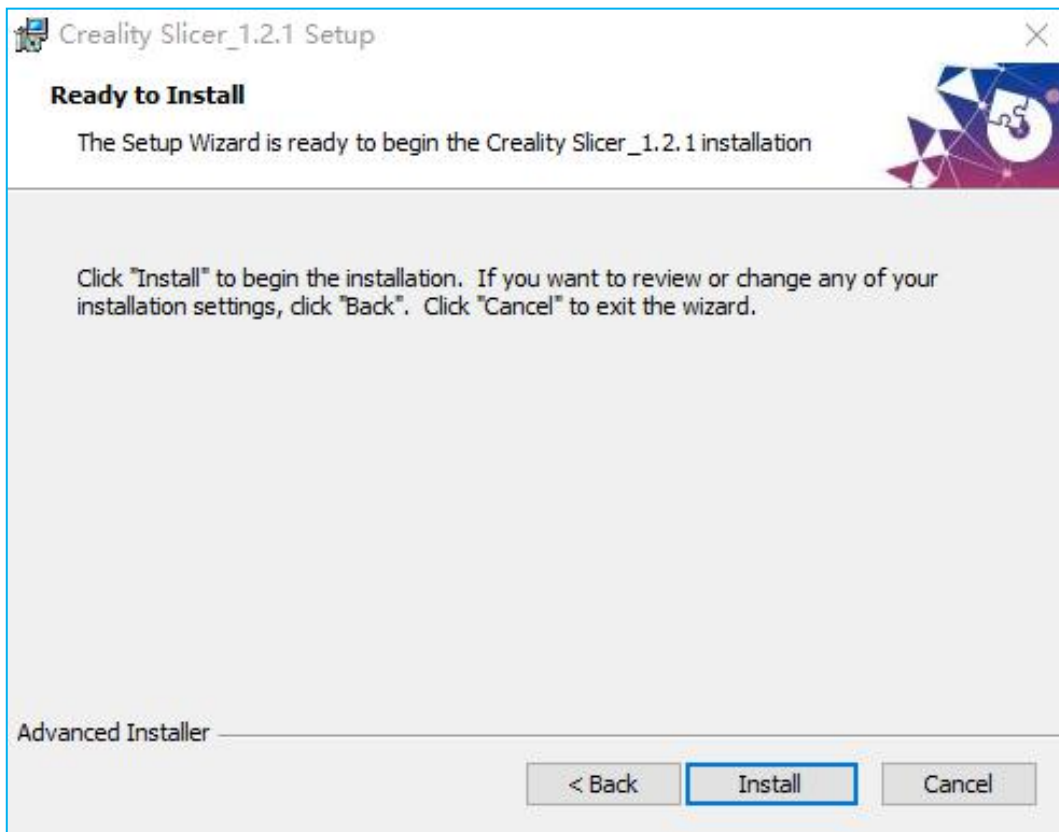 Creality Slicer_1.2.1 Setup
Ready to Install
The Setup Wizard is ready to begin the Creality Slicer_1.2.1 installation
Click "Install" to begin the installation.  If you want to review or change any of your
installation settings, click "Back".  Click "Cancel" to exit the wizard.
Advanced Installer
< Back
Install
Cancel